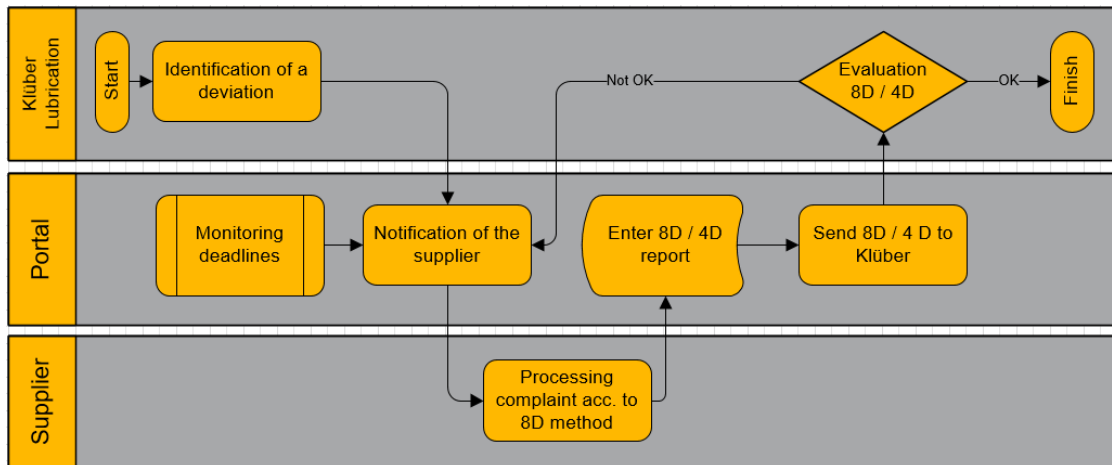 Klüber
Lubrication
Start
Identification of a
deviation
Not OK
Evaluation
8D / 4D
OK
Finish
Portal
Monitoring
deadlines
Notification of the
supplier
Enter 8D / 4D
report
Send 8D / 4 D to
Klüber
Supplier
Processing
complaint acc. to
8D method